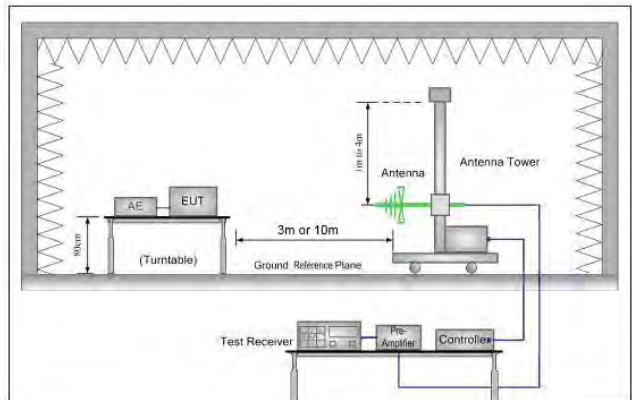 1m to 4m
Antenna
Antenna Tower
AE
EUT
80cm
(Turntable)
3m or 10m
Ground Reference Plane
Test Receiver
Pre-
Amplifier
Controller